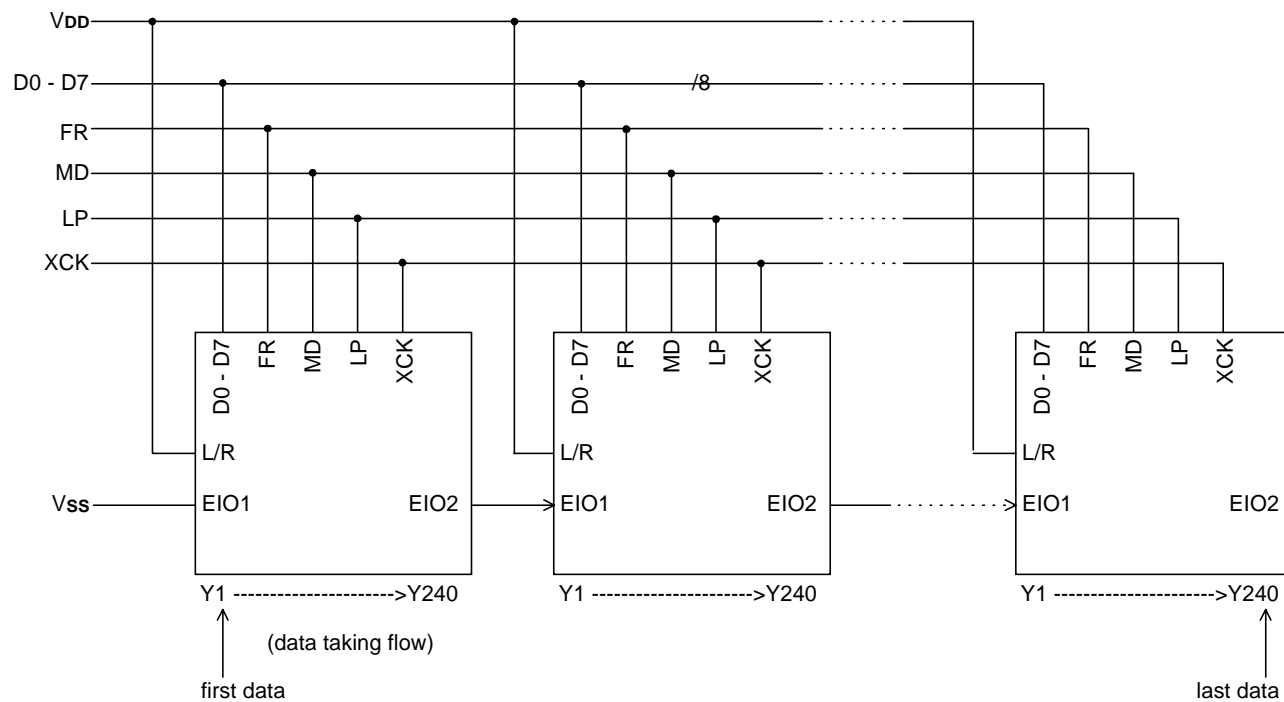 VDD
D0 - D7
/8
FR
MD
LP
XCK
D0 - D7
FR
MD
LP
XCK
L/R
EIO1
EIO2
D0 - D7
FR
MD
LP
XCK
L/R
EIO1
EIO2
D0 - D7
FR
MD
LP
XCK
L/R
EIO1
EIO2
Vss
Y1 ---------------------->Y240
Y1 ---------------------->Y240
Y1 ---------------------->Y240
(data taking flow)
first data
last data